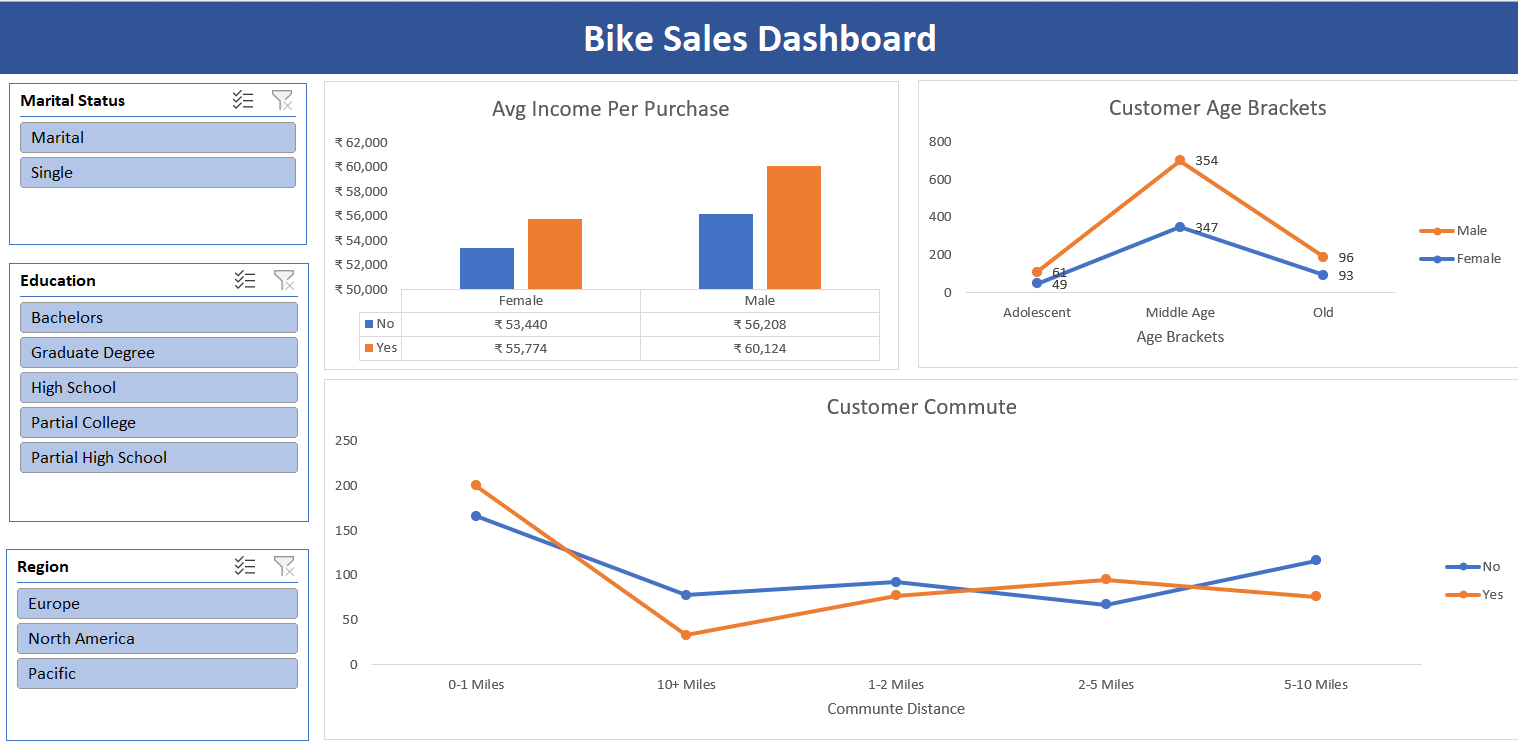 Bike Sales Dashboard
Marital Status
Marital
Single
Education
Bachelors
Graduate Degree
High School
Partial College
Partial High School
Region
Europe
North America
Pacific
Avg Income Per Purchase
₹ 62,000
₹ 60,000
₹ 58,000
₹ 56,000
₹ 54,000
₹ 52,000
₹ 50,000
Female Male
No ₹ 53,440 ₹ 56,208
Yes ₹ 55,774 ₹ 60,124
Customer Age Brackets
800
600
400
200
0
354
347
61
49
96
93
Adolescent Middle Age Old
Age Brackets
Male
Female
Customer Commute
250
200
150
100
50
0
0-1 Miles 10+ Miles 1-2 Miles 2-5 Miles 5-10 Miles
Communte Distance
No
Yes